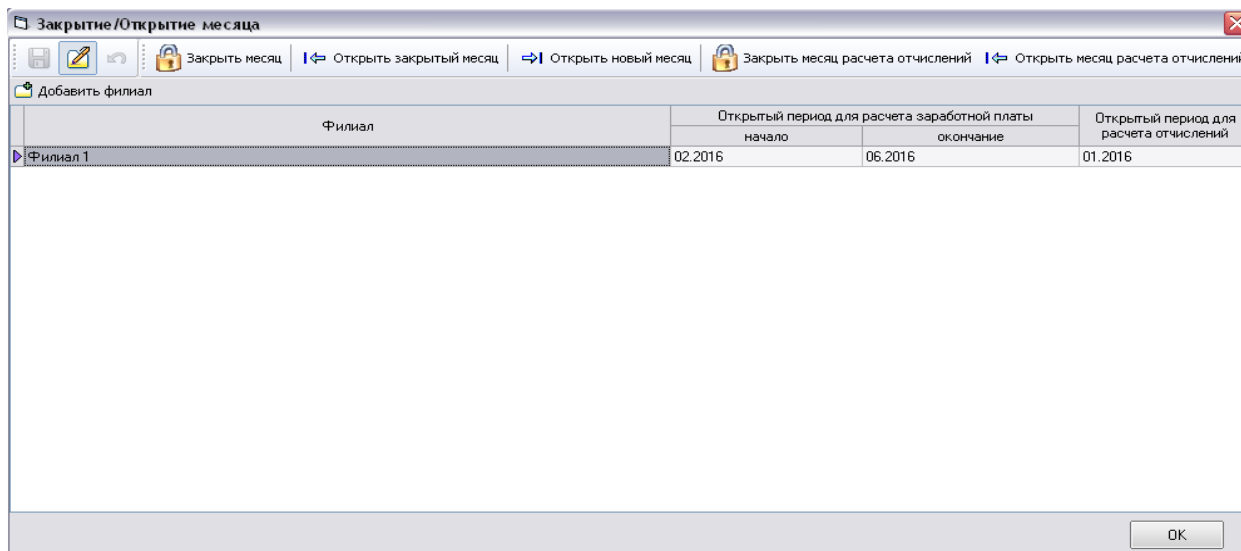 Закрытие/Открытие месяца
Закрыть месяц Открыть закрытый месяц Открыть новый месяц Закрыть месяц расчета отчислений Открыть месяц расчета отчислений
Добавить филиал
Филиал Открытый период для расчета заработной платы Открытый период для
начало окончание расчета отчислений
Филиал 1 02.2016 06.2016 01.2016
OK